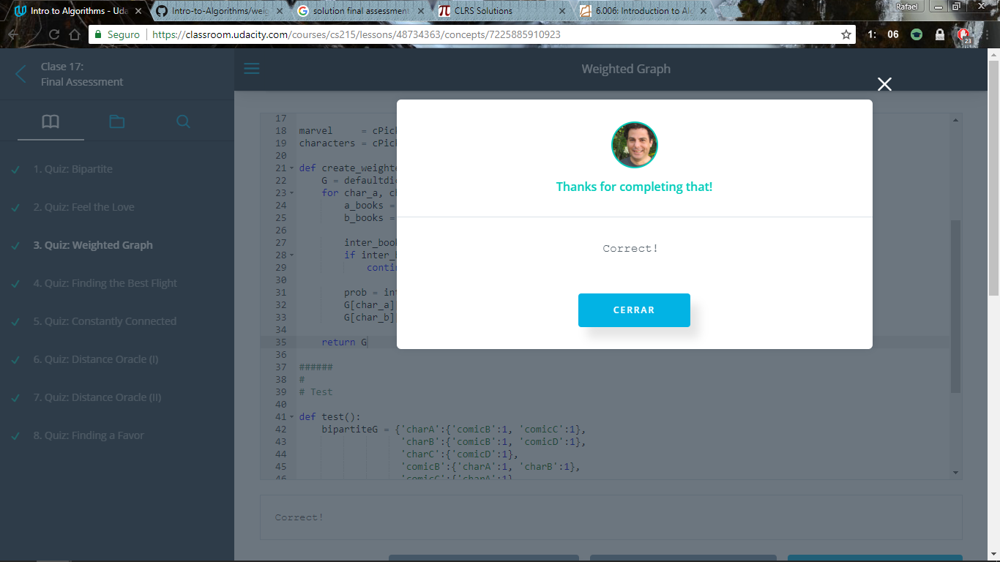 Intro to Algorithms - Uda
Intro-to-Algorithms/weig
solution final assessment
CLRS Solutions
6.006: Introduction to Al
Rafael
Seguro
https://classroom.udacity.com/courses/cs215/lessons/48734363/concepts/7225885910923
1: 06
23
Clase 17:
Final Assessment
Weighted Graph
1. Quiz: Bipartite
2. Quiz: Feel the Love
3. Quiz: Weighted Graph
4. Quiz: Finding the Best Flight
5. Quiz: Constantly Connected
6. Quiz: Distance Oracle (I)
7. Quiz: Distance Oracle (II)
8. Quiz: Finding a Favor
17
18 marvel = cPick
19 characters = cPick
20
21 def create_weighte
22 G = defaultdic
23 for char_a, ch
24 a_books =
25 b_books =
26
27 inter_book
28 if inter_b
29 contin
30
31 prob = int
32 G[char_a]
33 G[char_b]
34
35 return G
36
37 ######
38 #
39 # Test
40
41 def test():
42 bipartiteG = {'charA':{'comicB':1, 'comicC':1},
43 'charB':{'comicB':1, 'comicD':1},
44 'charC':{'comicD':1},
45 'comicB':{'charA':1, 'charB':1},
46 'comicC':{'charA':1}
Thanks for completing that!
Correct!
CERRAR
Correct!